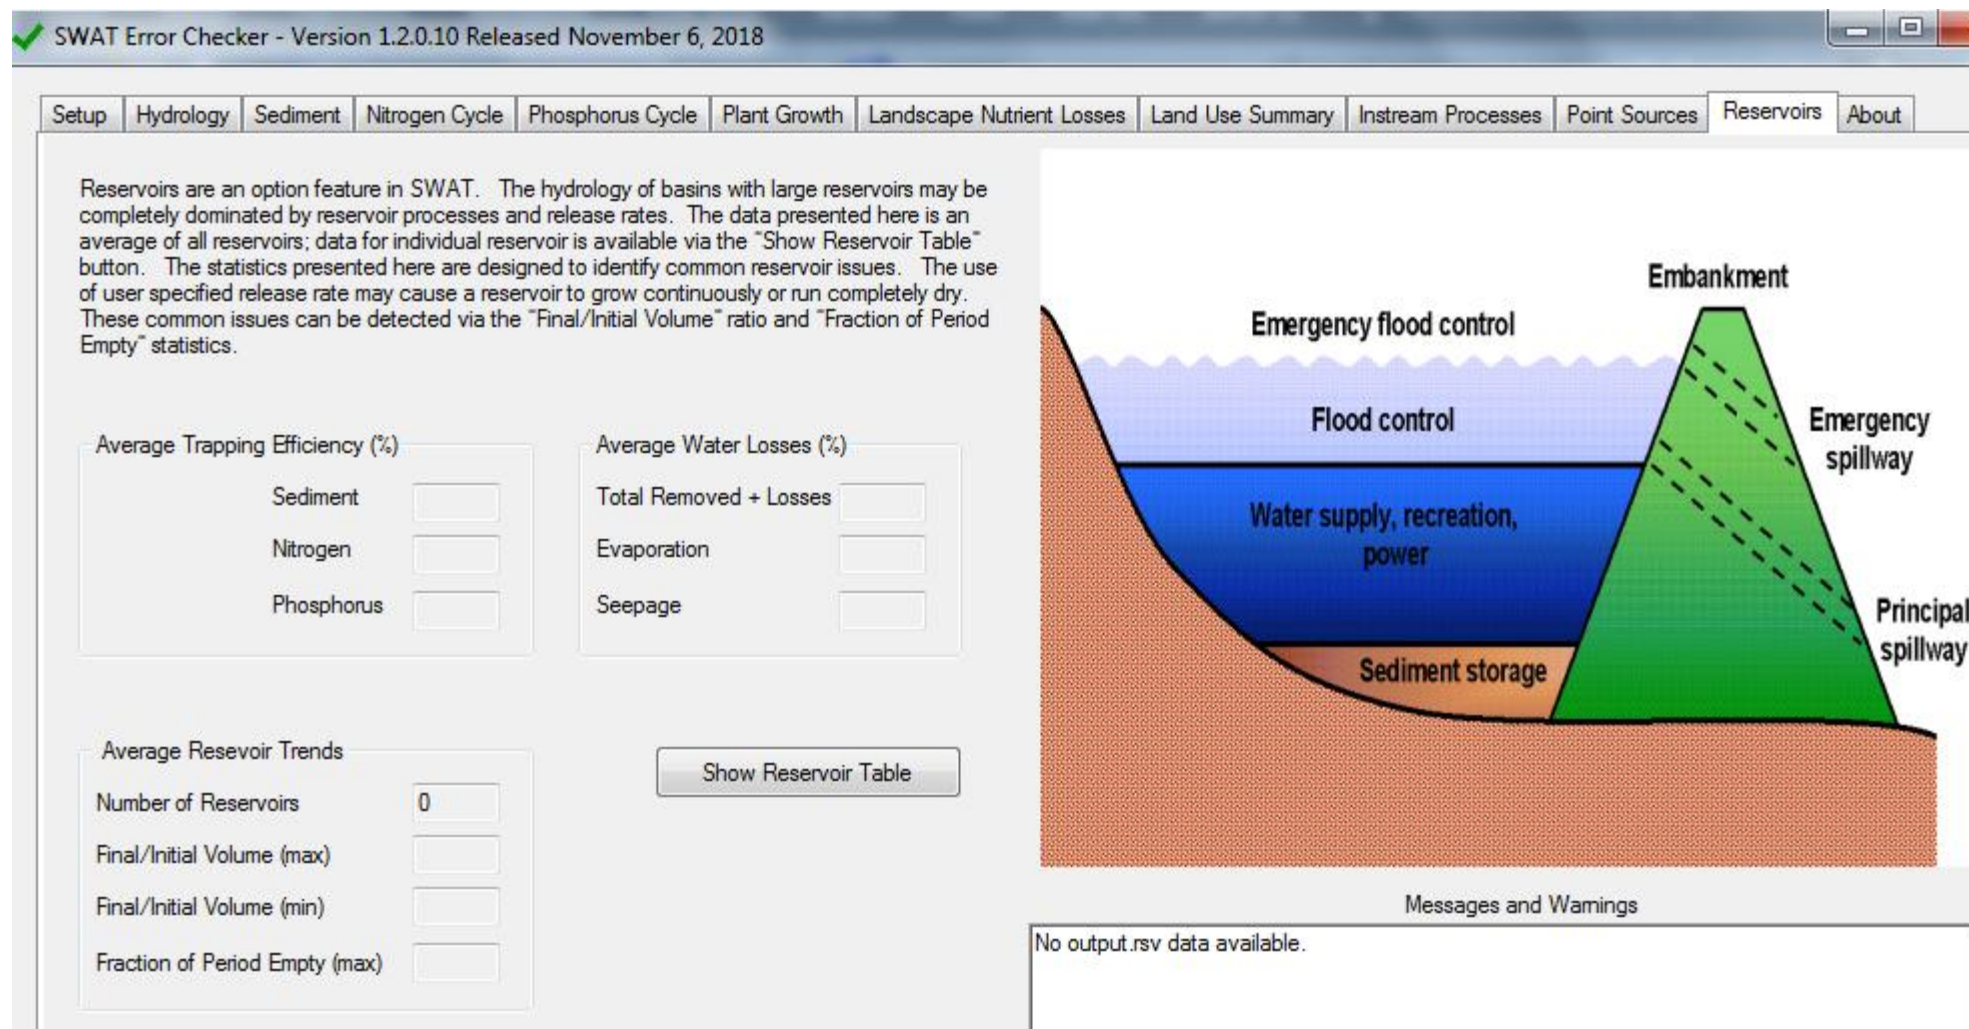 SWAT Error Checker - Version 1.2.0.10 Released November 6, 2018
Setup
Hydrology
Sediment
Nitrogen Cycle
Phosphorus Cycle
Plant Growth
Landscape Nutrient Losses
Land Use Summary
Instream Processes
Point Sources
Reservoirs
About
Reservoirs are an option feature in SWAT. The hydrology of basins with large reservoirs may be
completely dominated by reservoir processes and release rates. The data presented here is an
average of all reservoirs; data for individual reservoir is available via the "Show Reservoir Table"
button. The statistics presented here are designed to identify common reservoir issues. The use
of user specified release rate may cause a reservoir to grow continuously or run completely dry.
These common issues can be detected via the "Final/Initial Volume" ratio and "Fraction of Period
Empty" statistics.
Average Trapping Efficiency (%)
Sediment
Nitrogen
Phosphorus
Average Water Losses (%)
Total Removed + Losses
Evaporation
Seepage
Average Resevoir Trends
Number of Reservoirs 0
Final/Initial Volume (max)
Final/Initial Volume (min)
Fraction of Period Empty (max)
Show Reservoir Table
Embankment
Emergency flood control
Flood control
Emergency
spillway
Water supply, recreation,
power
Principal
spillway
Sediment storage
Messages and Warnings
No output.rsv data available.